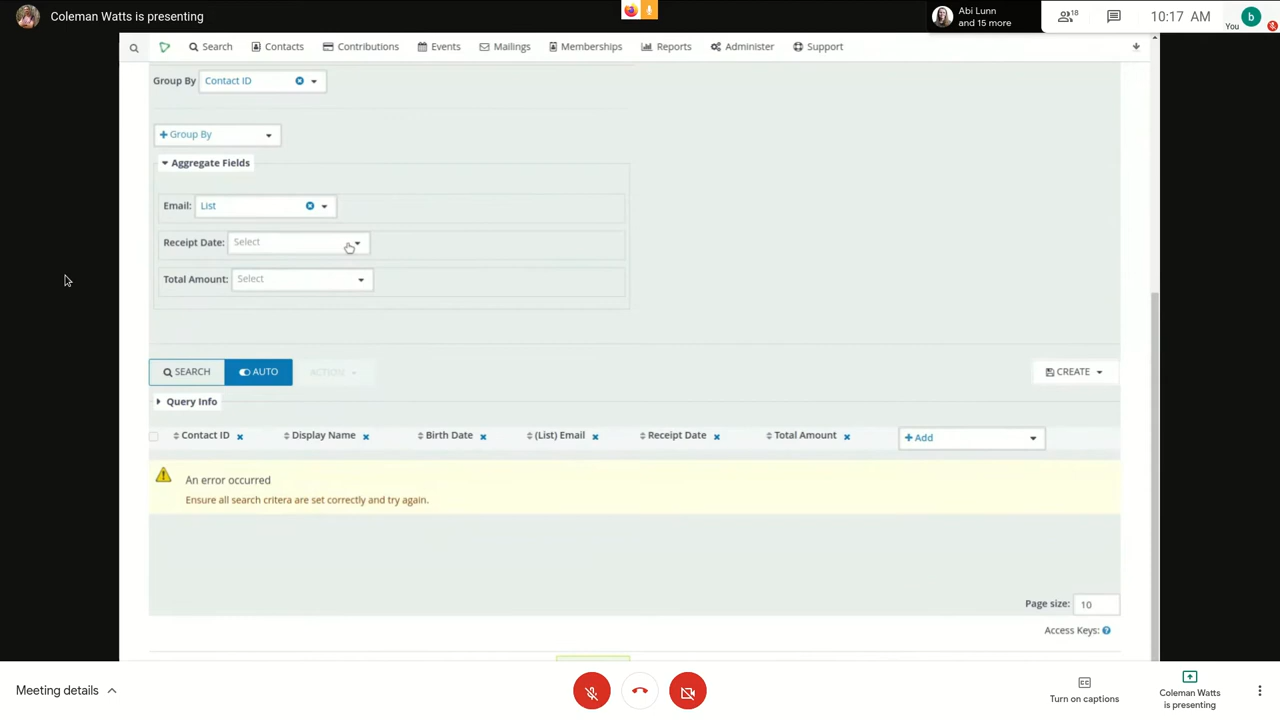 Coleman Watts is presenting
Abi Lunn
and 15 more
18
10:17 AM
b
You
Search
Contacts
Contributions
Events
Mailings
Memberships
Reports
Administer
Support
Group By Contact ID
+ Group By
Aggregate Fields
Email: List
Receipt Date: Select
Total Amount: Select
SEARCH
AUTO
ACTION
CREATE
Query Info
Contact ID
Display Name
Birth Date
(List) Email
Receipt Date
Total Amount
+ Add
An error occurred
Ensure all search critera are set correctly and try again.
Page size: 10
Access Keys: ?
Meeting details
Turn on captions
Coleman Watts
is presenting